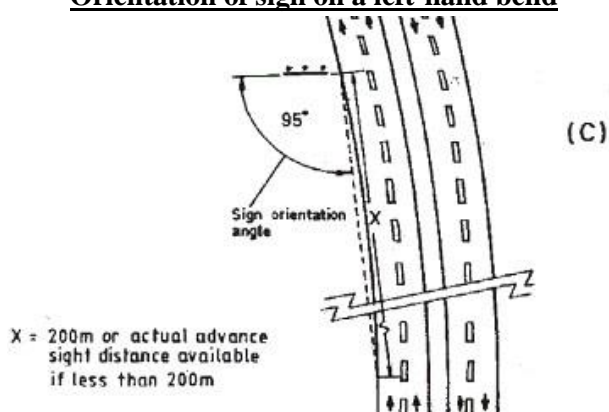 Orientation of sign on a left-hand bend
95°
(C)
Sign orientation
angle
X
X = 200m or actual advance
sight distance available
if less than 200m